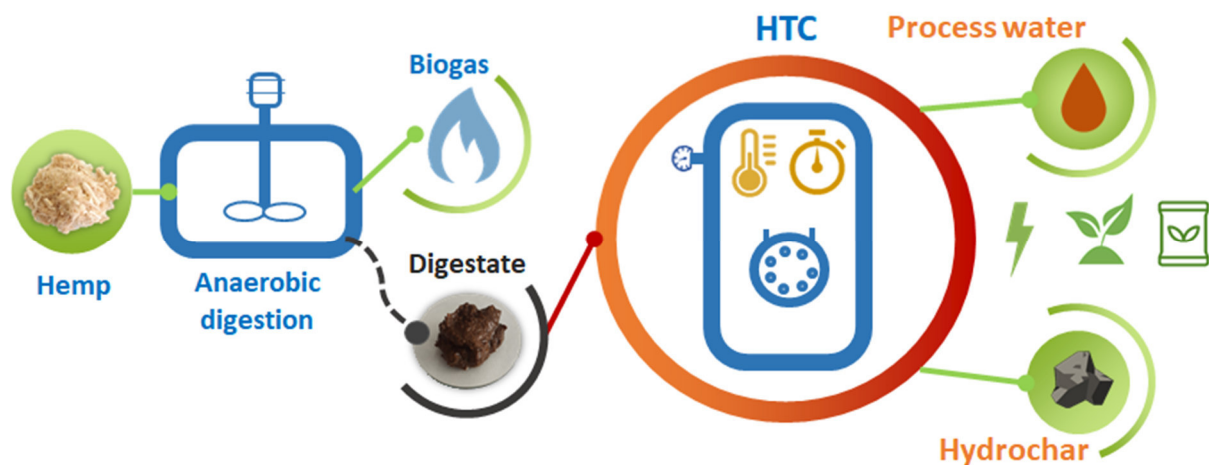 HTC
Process water
Biogas
Digestate
Hemp
Anaerobic
digestion
Hydrochar